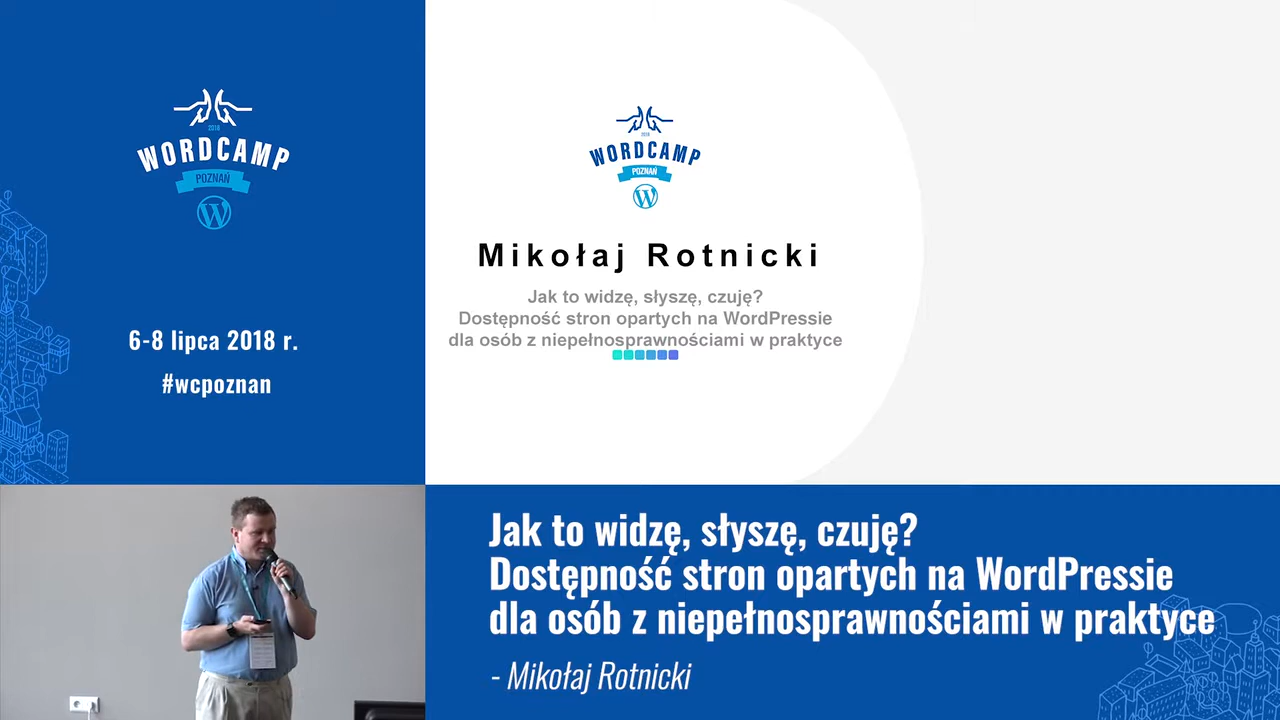 2018
WORDCAMP
POZNAŃ
6-8 lipca 2018 r.
#wcpoznan
2018
WORDCAMP
POZNAŃ
Mikołaj Rotnicki
Jak to widzę, słyszę, czuję?
Dostępność stron opartych na WordPressie
dla osób z niepełnosprawnościami w praktyce
Jak to widzę, słyszę, czuję?
Dostępność stron opartych na WordPressie
dla osób z niepełnosprawnościami w praktyce
- Mikołaj Rotnicki